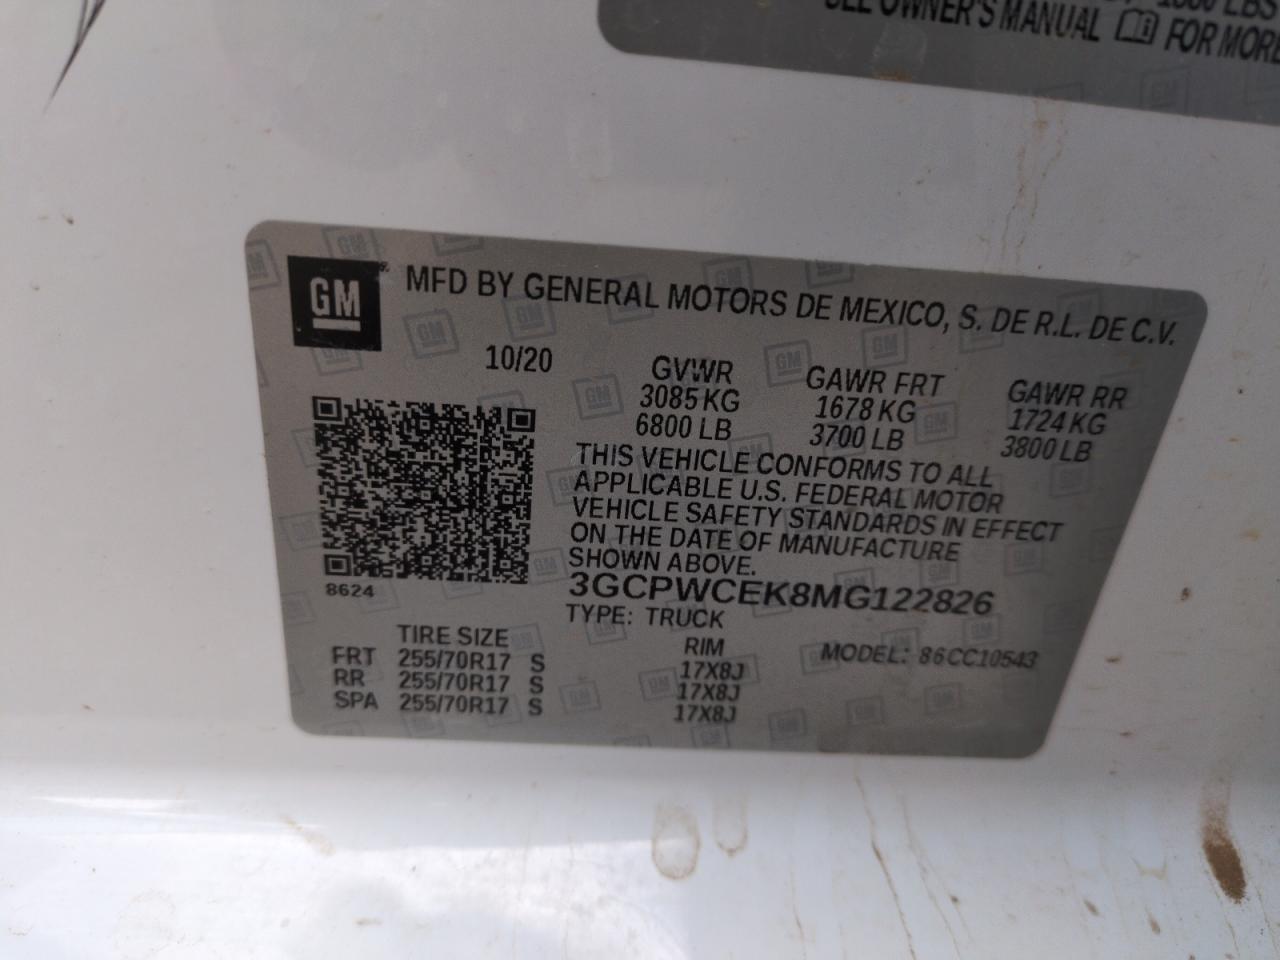 SEE OWNER'S MANUAL FOR MORE
GM
MFD BY GENERAL MOTORS DE MEXICO, S. DE R.L. DE C.V.
10/20 GVWR GAWR FRT GAWR RR
3085 KG 1678 KG 1724 KG
6800 LB 3700 LB 3800 LB
THIS VEHICLE CONFORMS TO ALL
APPLICABLE U.S. FEDERAL MOTOR
VEHICLE SAFETY STANDARDS IN EFFECT
ON THE DATE OF MANUFACTURE
SHOWN ABOVE.
8624
3GCPWCEK8MG122826
TYPE: TRUCK
TIRE SIZE RIM MODEL: 86CC10543
FRT 255/70R17 S 17X8J
RR 255/70R17 S 17X8J
SPA 255/70R17 S 17X8J